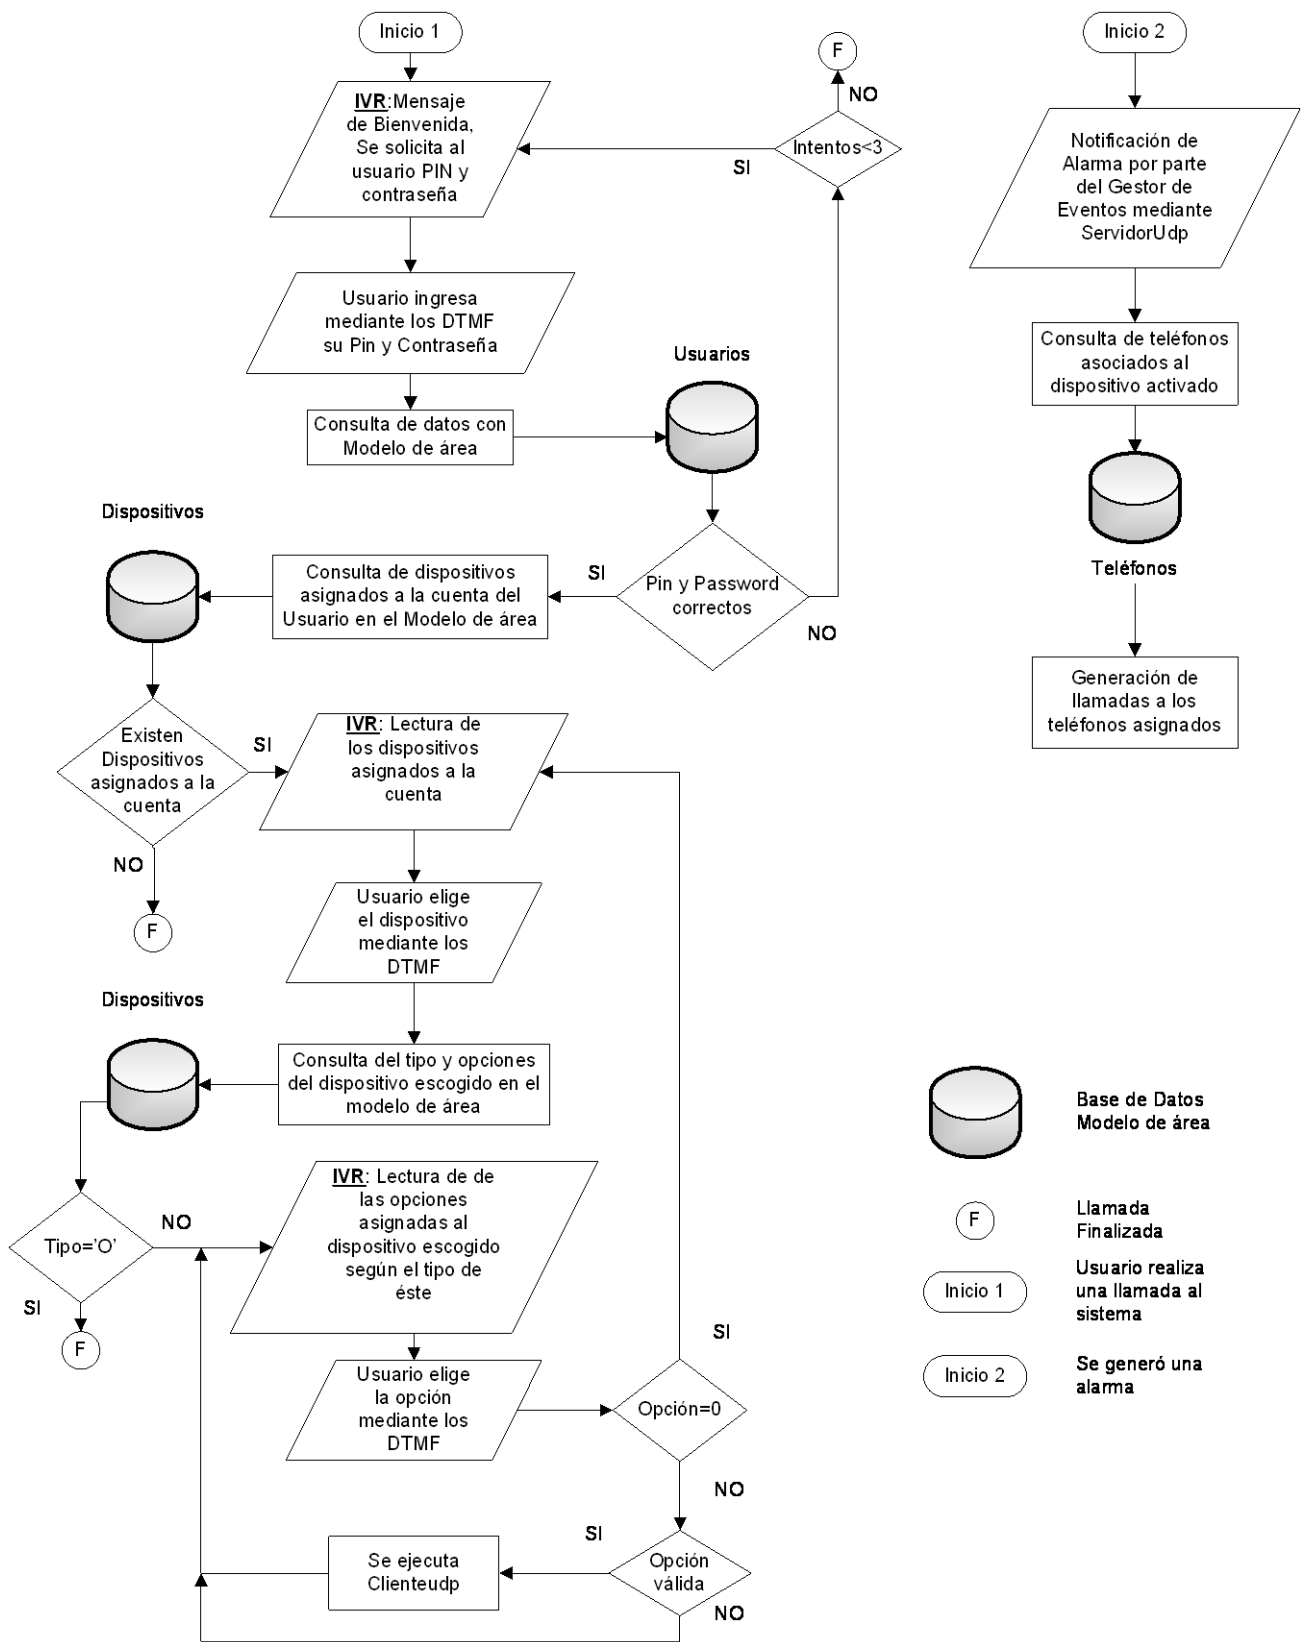 Inicio 1
IVR:Mensaje
de Bienvenida,
Se solicita al
usuario PIN y
contraseña
F
NO
Intentos<3
SI
Usuario ingresa
mediante los DTMF
su Pin y Contraseña
Usuarios
Consulta de datos con
Modelo de área
Dispositivos
Consulta de dispositivos
asignados a la cuenta del
Usuario en el Modelo de área
SI
Pin y Password
correctos
NO
Existen
Dispositivos
asignados a la
cuenta
SI
NO
F
IVR: Lectura de
los dispositivos
asignados a la
cuenta
Usuario elige
el dispositivo
mediante los
DTMF
Dispositivos
Consulta del tipo y opciones
del dispositivo escogido en el
modelo de área
Tipo='O'
NO
SI
F
IVR: Lectura de de
las opciones
asignadas al
dispositivo escogido
según el tipo de
éste
Usuario elige
la opción
mediante los
DTMF
SI
Opción=0
NO
SI
Opción
válida
NO
Se ejecuta
Clienteudp
Inicio 2
Notificación de
Alarma por parte
del Gestor de
Eventos mediante
ServidorUdp
Consulta de teléfonos
asociados al
dispositivo activado
Teléfonos
Generación de
llamadas a los
teléfonos asignados
Base de Datos
Modelo de área
F
Llamada
Finalizada
Inicio 1
Usuario realiza
una llamada al
sistema
Inicio 2
Se generó una
alarma